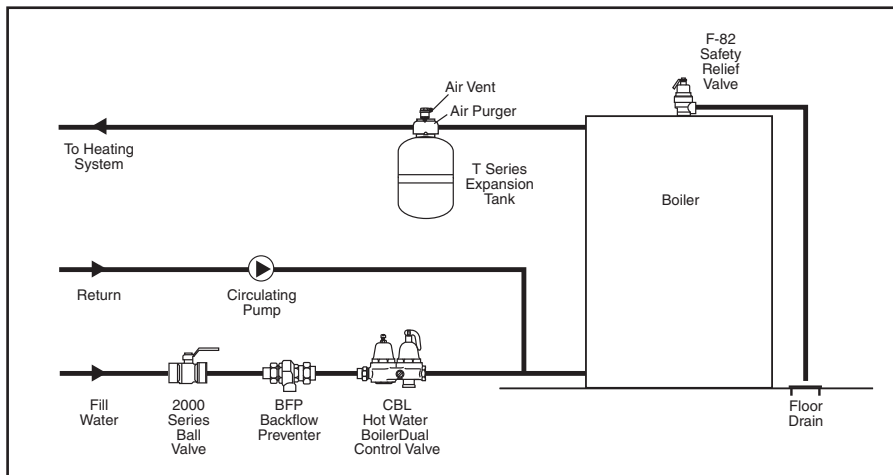 F-82
Safety
Relief
Valve
Air Vent
Air Purger
To Heating
System
T Series
Expansion
Tank
Boiler
Return
Circulating
Pump
Fill
Water
2000
Series
Ball
Valve
BFP
Backflow
Preventer
CBL
Hot Water
BoilerDual
Control Valve
Floor
Drain